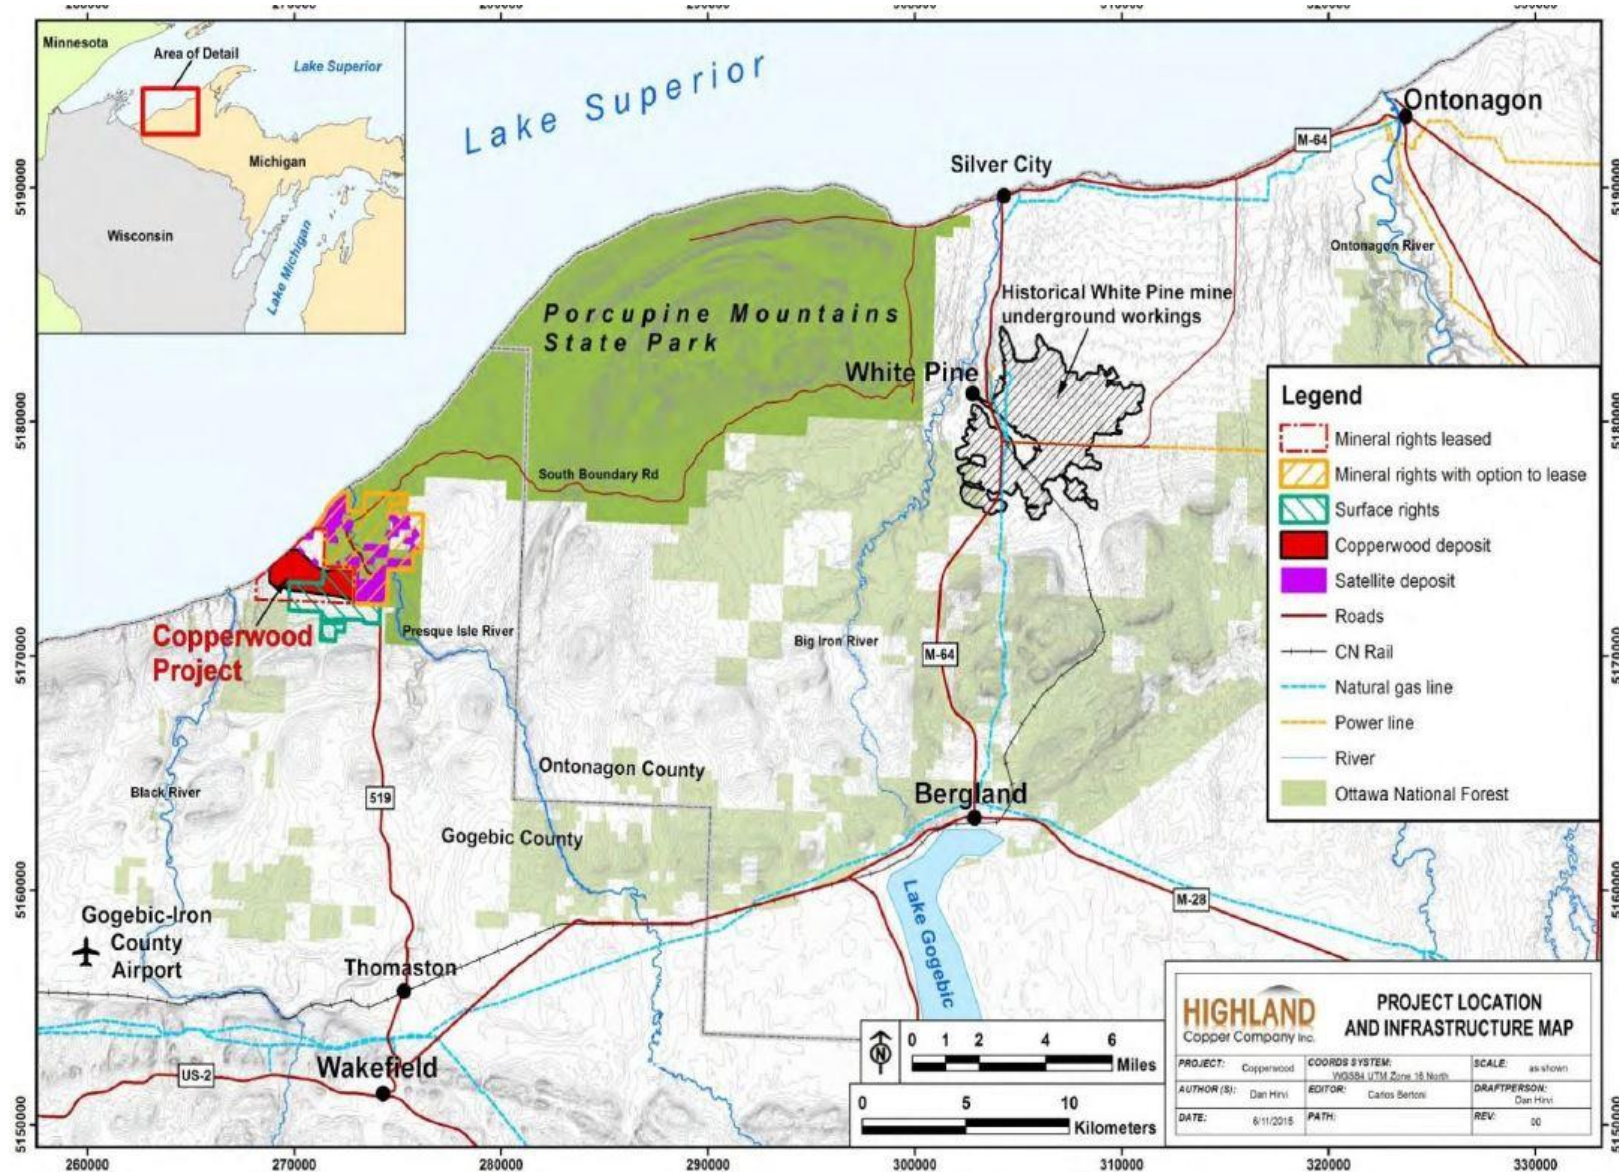 270000
Minnesota
Area of Detail
Lake Superior
Michigan
Wisconsin
Lake Michigan
Lake Superior
Ontonagon
M-64
Silver City
5190000
5190000
Ontonagon River
Historical White Pine mine
underground workings
Porcupine Mountains
State Park
White Pine
5180000
5180000
South Boundary Rd
Legend
Mineral rights leased
Mineral rights with option to lease
Surface rights
Copperwood deposit
Satellite deposit
Roads
CN Rail
Natural gas line
Power line
River
Ottawa National Forest
Copperwood
Project
Presque Isle River
Big Iron River
M-64
5170000
5170000
Ontonagon County
Black River
519
Bergland
Gogebic County
5160000
5160000
M-28
Lake Gogebic
Gogebic-Iron
County
Airport
Thomaston
Wakefield
US-2
N
0 1 2 4 6
Miles
0 5 10
Kilometers
HIGHLAND
Copper Company Inc.
PROJECT LOCATION
AND INFRASTRUCTURE MAP
PROJECT: Copperwood
COORDS SYSTEM:
WGS84 UTM Zone 16 North
SCALE: as shown
AUTHOR (S): Dan Hirvi
EDITOR: Carlos Bertoni
DRAFTPERSON:
Dan Hirvi
DATE: 6/11/2015
PATH:
REV: 00
5150000
5150000
260000 270000 280000 290000 300000 310000 320000 330000